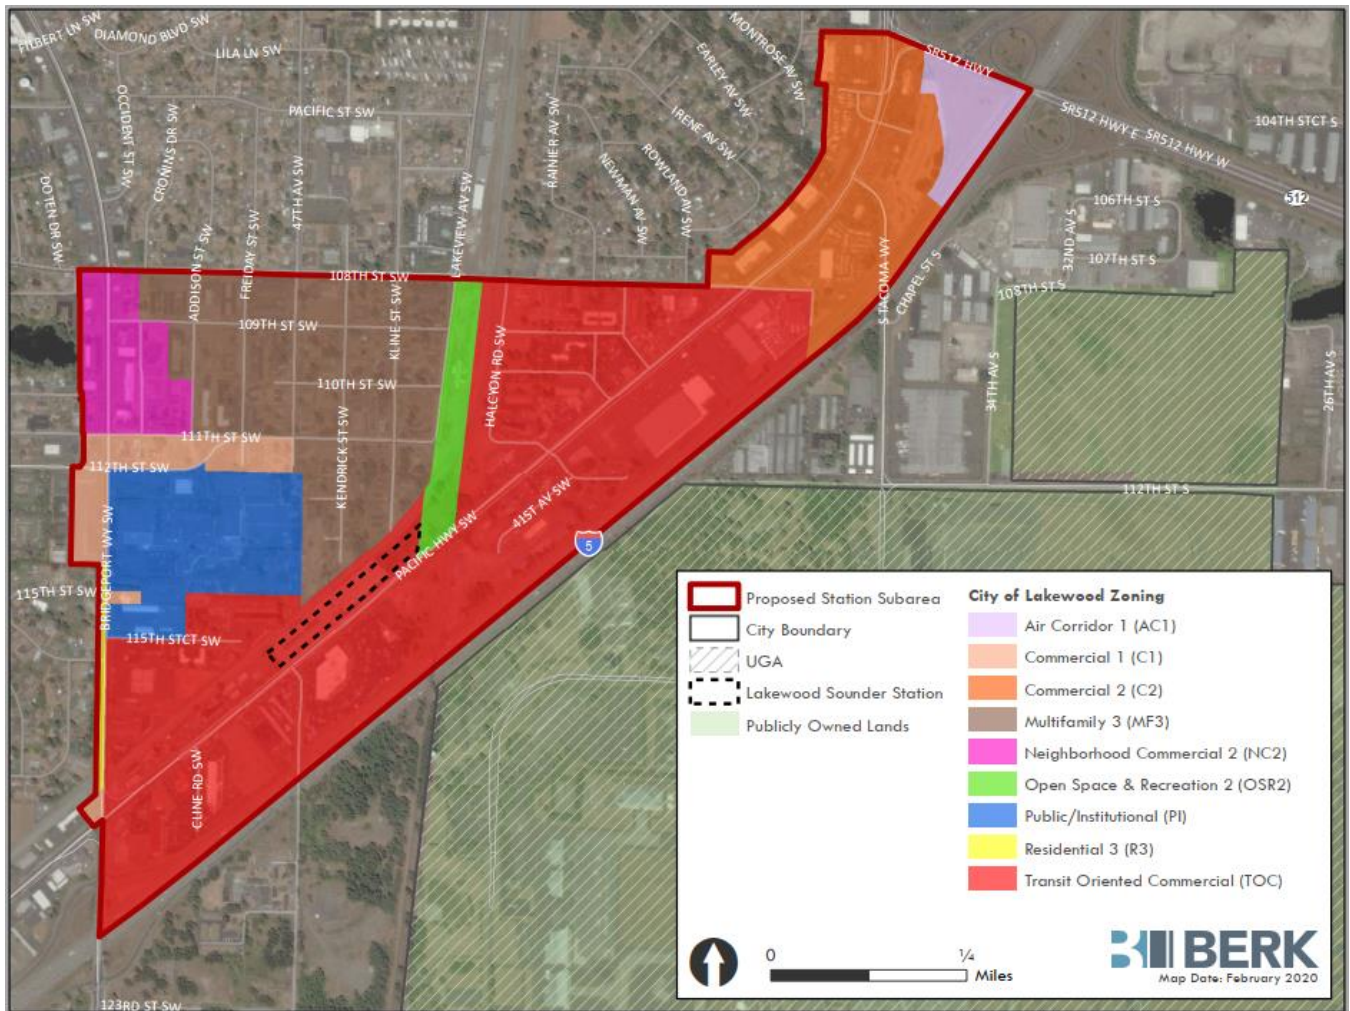 FILBERT LN SW
DIAMOND BLVD SW
LILA LN SW
MONTROSE AV SW
EARLEY AV SW
SR512 HWY
OCCIDENT ST SW
CRONINS DR SW
PACIFIC ST SW
RAINIER AV SW
IRENE AV SW
SR512 HWY E
SR512 HWY W
104TH STCT S
DOTEN DR SW
47TH AV SW
LAKEVIEW AV SW
NEWMAN AV SW
ROWLAND AV SW
106TH ST S
512
ADDISON ST SW
FREIDAY ST SW
S TACOMA WY
CHAPEL ST S
32ND AV S
107TH ST S
108TH ST SW
108TH ST S
109TH ST SW
KLINE ST SW
HALCYON RD SW
110TH ST SW
34TH AV S
26TH AV S
111TH ST SW
KENDRICK ST SW
112TH ST SW
112TH ST S
41ST AV SW
PACIFIC HWY SW
BRIDGEPORT WY SW
5
115TH ST SW
115TH STCT SW
CLINE RD SW
123RD ST SW
Proposed Station Subarea
City Boundary
UGA
Lakewood Sounder Station
Publicly Owned Lands
City of Lakewood Zoning
Air Corridor 1 (AC1)
Commercial 1 (C1)
Commercial 2 (C2)
Multifamily 3 (MF3)
Neighborhood Commercial 2 (NC2)
Open Space & Recreation 2 (OSR2)
Public/Institutional (PI)
Residential 3 (R3)
Transit Oriented Commercial (TOC)
0
¼
Miles
BERK
Map Date: February 2020